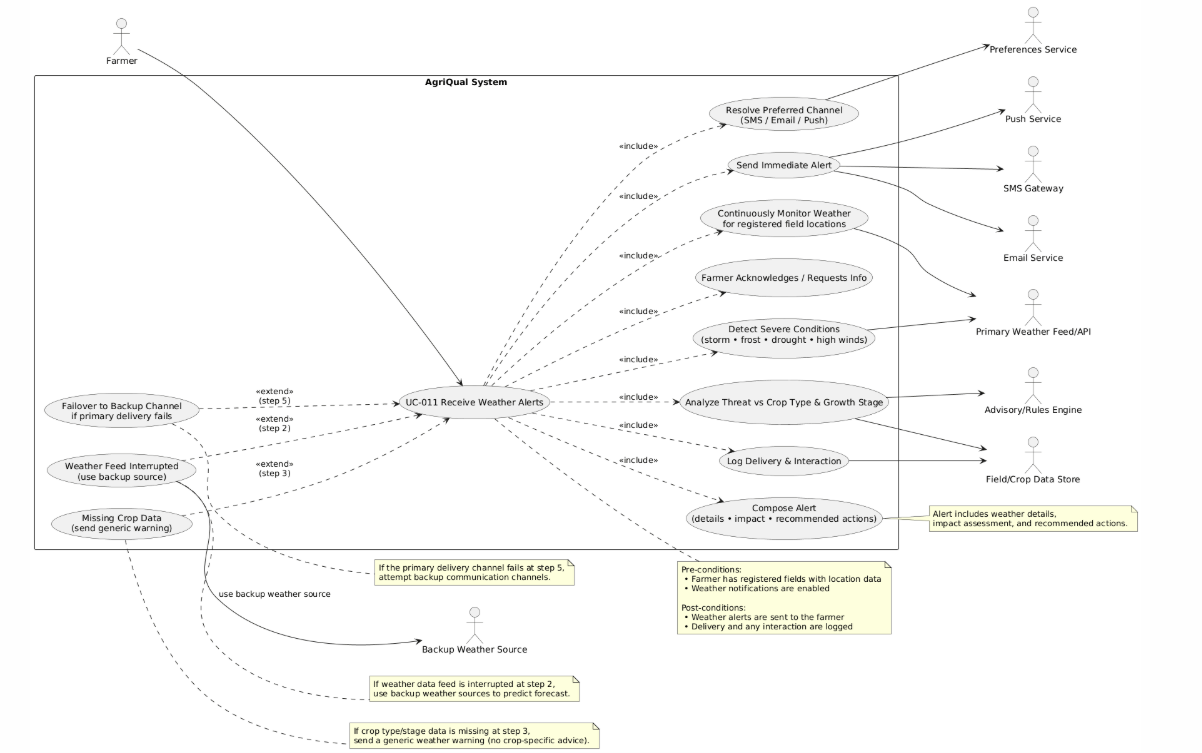 Farmer
Preferences Service
AgriQual System
Resolve Preferred Channel
(SMS / Email / Push)
Push Service
«include»
Send Immediate Alert
SMS Gateway
«include»
Continuously Monitor Weather
for registered field locations
Email Service
«include»
Farmer Acknowledges / Requests Info
«include»
Primary Weather Feed/API
Detect Severe Conditions
(storm • frost • drought • high winds)
«include»
Failover to Backup Channel
if primary delivery fails
«extend»
(step 5)
UC-011 Receive Weather Alerts
«include»
Analyze Threat vs Crop Type & Growth Stage
Advisory/Rules Engine
«extend»
(step 2)
«include»
Weather Feed Interrupted
(use backup source)
«extend»
(step 3)
«include»
Log Delivery & Interaction
Field/Crop Data Store
Missing Crop Data
(send generic warning)
Compose Alert
(details • impact • recommended actions)
Alert includes weather details,
impact assessment, and recommended actions.
If the primary delivery channel fails at step 5,
attempt backup communication channels.
Pre-conditions:
• Farmer has registered fields with location data
• Weather notifications are enabled
Post-conditions:
• Weather alerts are sent to the farmer
• Delivery and any interaction are logged
use backup weather source
Backup Weather Source
If weather data feed is interrupted at step 2,
use backup weather sources to predict forecast.
If crop type/stage data is missing at step 3,
send a generic weather warning (no crop-specific advice).